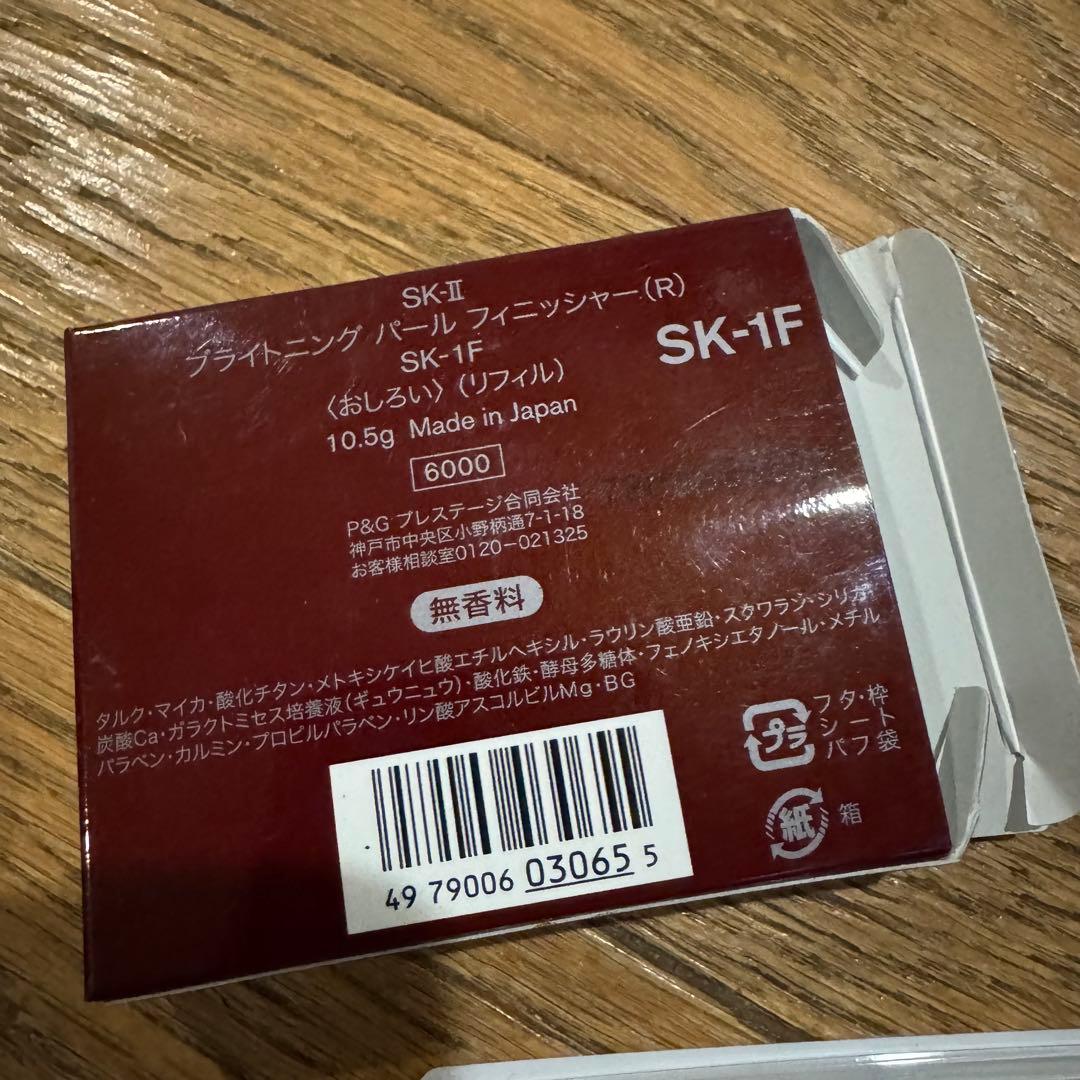 SK-II
ブライトニング パール フィニッシャー(R)
SK-1F
SK-1F
〈おしろい〉(リフィル)
10.5g Made in Japan
6000
P&G プレステージ合同会社
神戸市中央区小野柄通7-1-18
お客様相談室0120-021325
無香料
タルク・マイカ・酸化チタン・メトキシケイヒ酸エチルヘキシル・ラウリン酸亜鉛・スクワラン・シリカ・
炭酸Ca・ガラクトミセス培養液(ギュウニュウ)・酸化鉄・酵母多糖体・フェノキシエタノール・メチル
パラベン・カルミン・プロピルパラベン・リン酸アスコルビルMg・BG
プラ
フタ・枠
シート
パフ袋
紙 箱
49 79006 03065 5